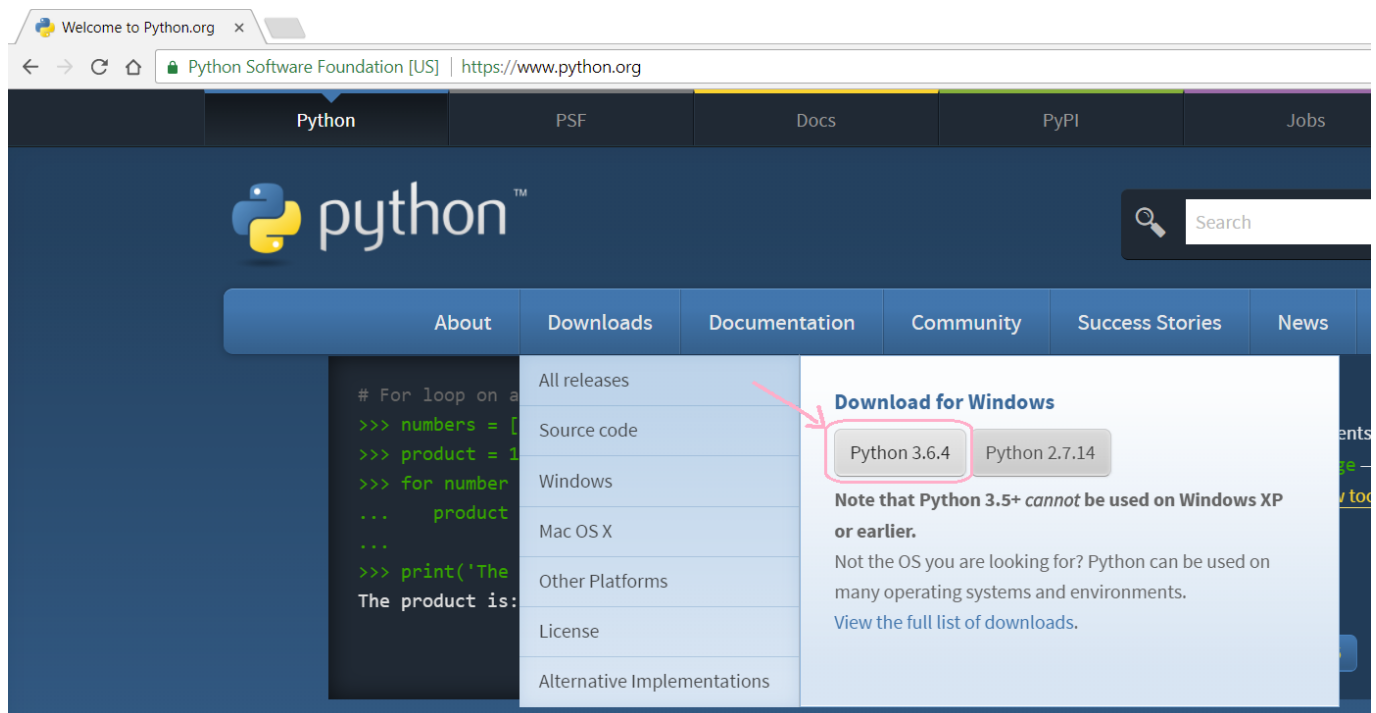 Welcome to Python.org ×
Python Software Foundation [US] | https://www.python.org
Python PSF Docs PyPI Jobs
python™
Search
About Downloads Documentation Community Success Stories News
# For loop on a
>>> numbers = [
>>> product = 1
>>> for number
... product
...
>>> print('The
The product is:
All releases
Source code
Windows
Mac OS X
Other Platforms
License
Alternative Implementations
Download for Windows
Python 3.6.4 Python 2.7.14
Note that Python 3.5+ cannot be used on Windows XP
or earlier.
Not the OS you are looking for? Python can be used on
many operating systems and environments.
View the full list of downloads.